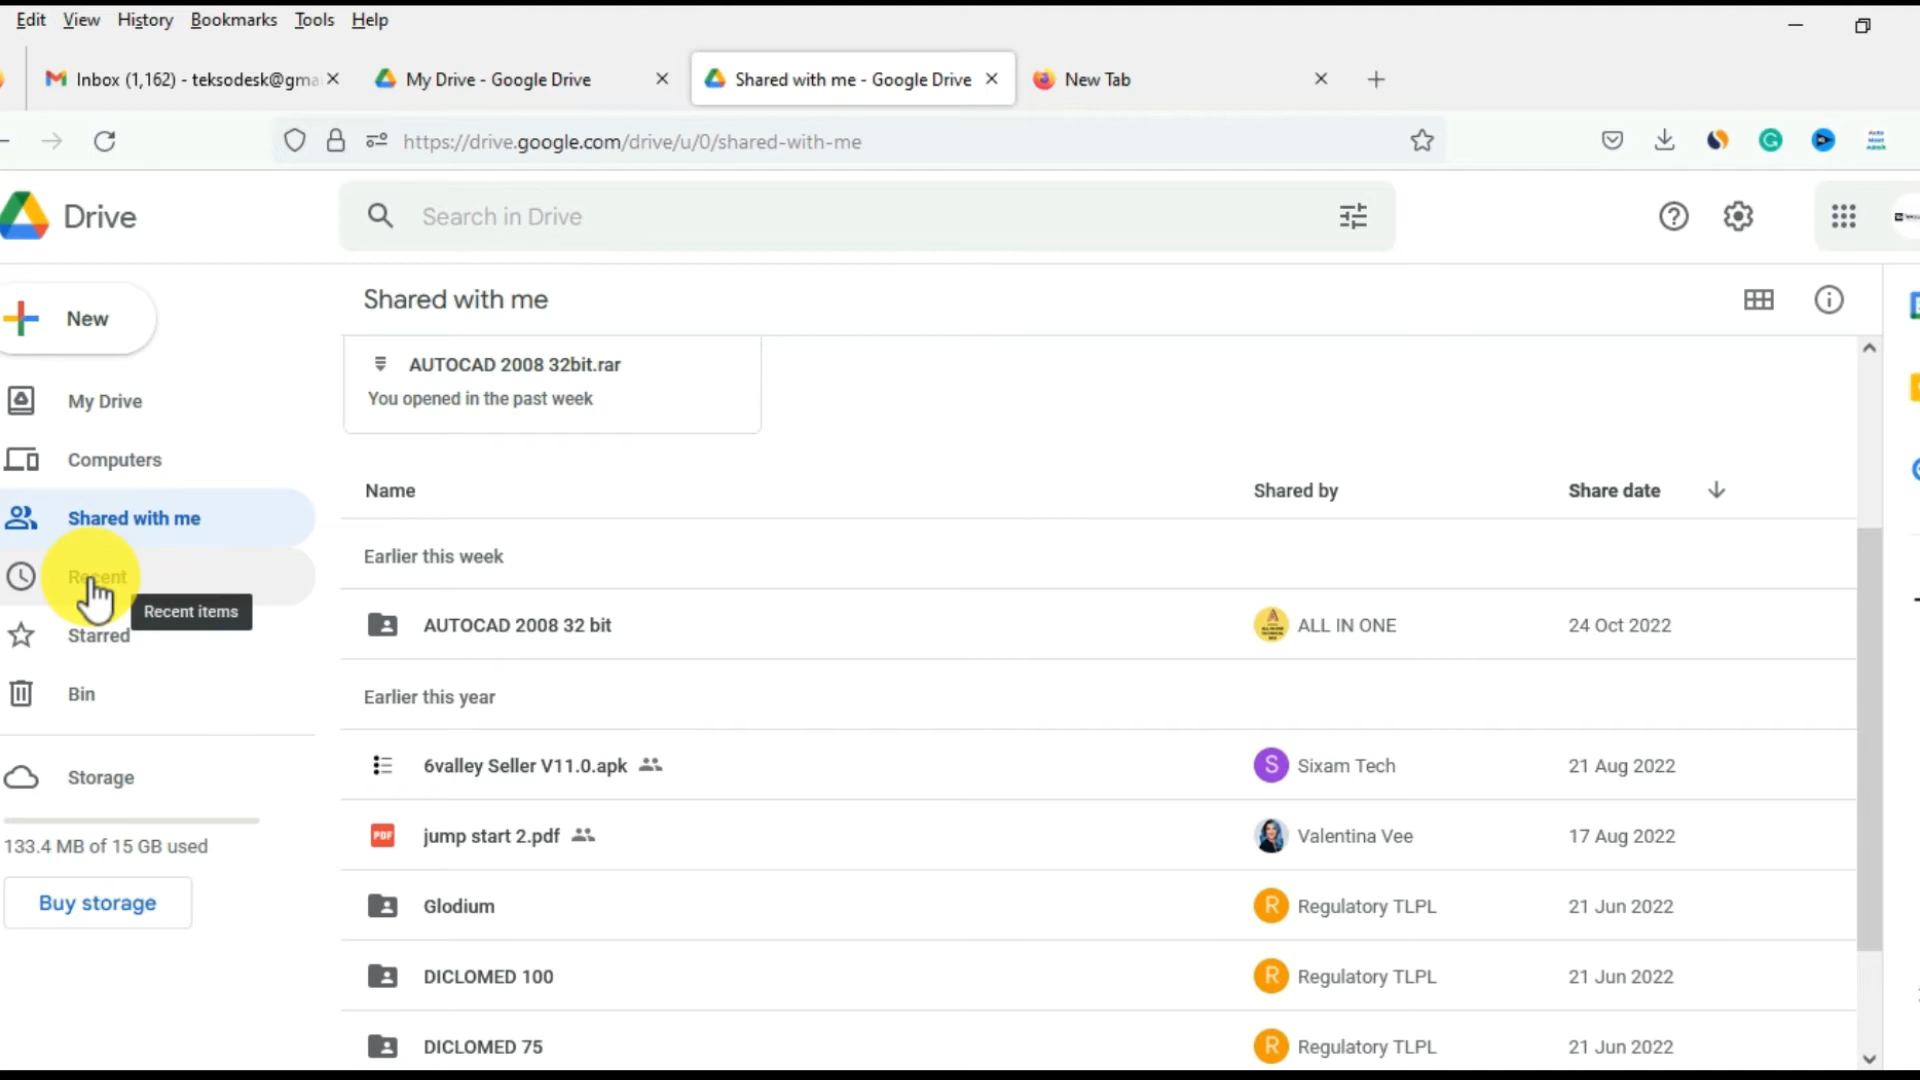 Edit View History Bookmarks Tools Help
Inbox (1,162) - teksodesk@gma
My Drive - Google Drive
Shared with me - Google Drive
New Tab
https://drive.google.com/drive/u/0/shared-with-me
Drive
Search in Drive
New
Shared with me
AUTOCAD 2008 32bit.rar
You opened in the past week
My Drive
Computers
Shared with me
Recent
Recent items
Starred
Bin
Storage
133.4 MB of 15 GB used
Buy storage
Name Shared by Share date
Earlier this week
AUTOCAD 2008 32 bit ALL IN ONE 24 Oct 2022
Earlier this year
6valley Seller V11.0.apk S Sixam Tech 21 Aug 2022
PDF jump start 2.pdf Valentina Vee 17 Aug 2022
Glodium R Regulatory TLPL 21 Jun 2022
DICLOMED 100 R Regulatory TLPL 21 Jun 2022
DICLOMED 75 R Regulatory TLPL 21 Jun 2022